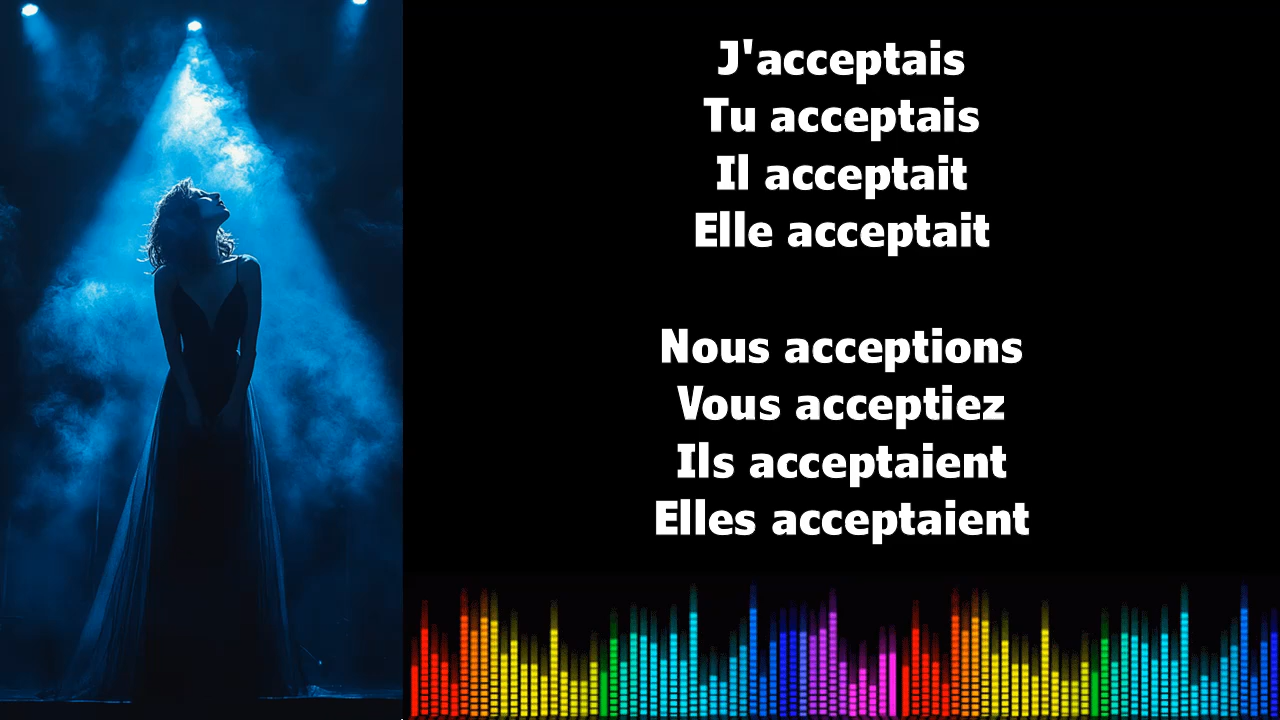 J'acceptais
Tu acceptais
Il acceptait
Elle acceptait
Nous acceptions
Vous acceptiez
Ils acceptaient
Elles acceptaient